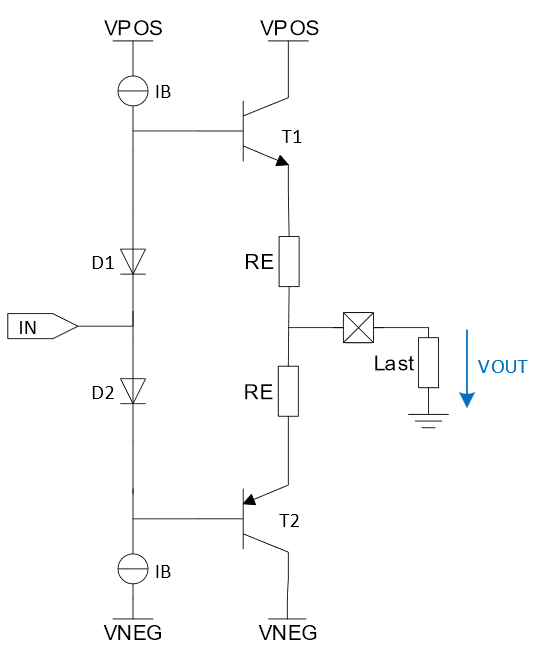 VPOS
VPOS
IB
T1
D1
RE
IN
Last
VOUT
D2
RE
T2
IB
VNEG
VNEG